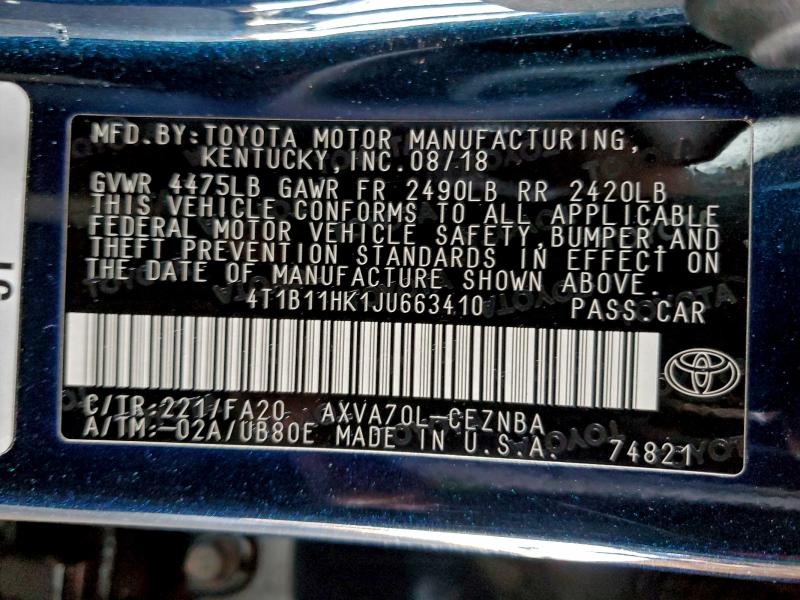 MFD.BY:TOYOTA MOTOR MANUFACTURING,
KENTUCKY,INC.08/18
GVWR 4475LB GAWR FR 2490LB RR 2420LB
THIS VEHICLE CONFORMS TO ALL APPLICABLE
FEDERAL MOTOR VEHICLE SAFETY,BUMPER,AND
THEFT PREVENTION STANDARDS IN EFFECT ON
THE DATE OF MANUFACTURE SHOWN ABOVE.
4T1B11HK1JU663410 PASS CAR
C/TR:221/FA20 AXVA70L-CEZNBA
A/TM:-02A/UB80E MADE IN U.S.A. 74821